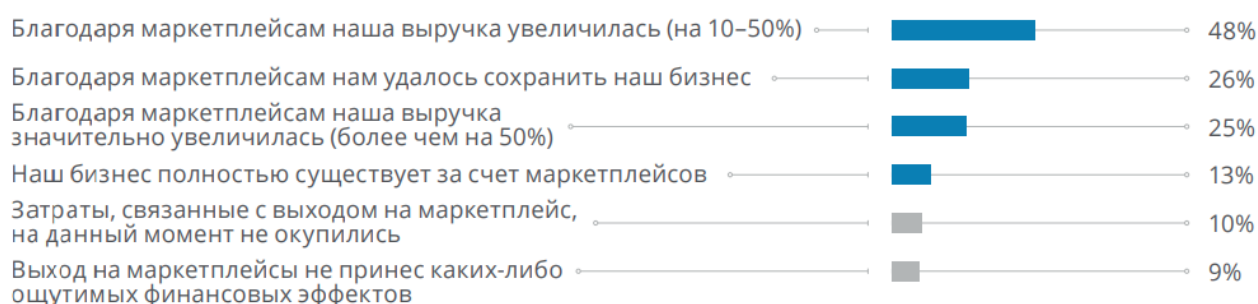 Благодаря маркетплейсам наша выручка увеличилась (на 10–50%) 48%
Благодаря маркетплейсам нам удалось сохранить наш бизнес 26%
Благодаря маркетплейсам наша выручка
значительно увеличилась (более чем на 50%) 25%
Наш бизнес полностью существует за счет маркетплейсов 13%
Затраты, связанные с выходом на маркетплейс,
на данный момент не окупились 10%
Выход на маркетплейсы не принес каких-либо
ощутимых финансовых эффектов 9%